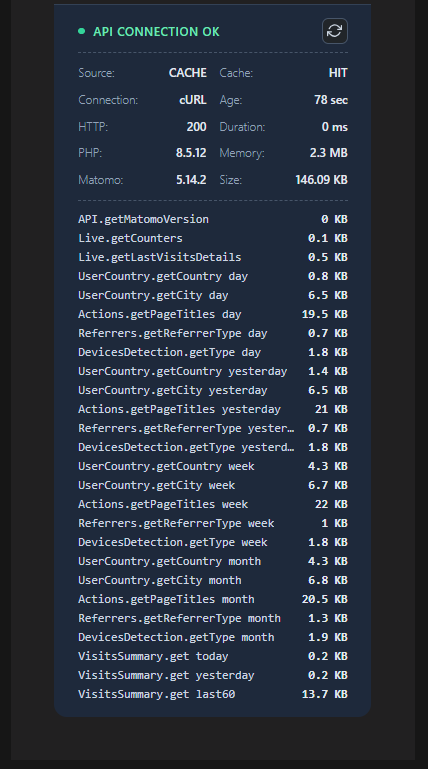 API CONNECTION OK
Source: CACHE Cache: HIT
Connection: cURL Age: 78 sec
HTTP: 200 Duration: 0 ms
PHP: 8.5.12 Memory: 2.3 MB
Matomo: 5.14.2 Size: 146.09 KB
API.getMatomoVersion 0 KB
Live.getCounters 0.1 KB
Live.getLastVisitsDetails 0.5 KB
UserCountry.getCountry day 0.8 KB
UserCountry.getCity day 6.5 KB
Actions.getPageTitles day 19.5 KB
Referrers.getReferrerType day 0.7 KB
DevicesDetection.getType day 1.8 KB
UserCountry.getCountry yesterday 1.4 KB
UserCountry.getCity yesterday 6.5 KB
Actions.getPageTitles yesterday 21 KB
Referrers.getReferrerType yester… 0.7 KB
DevicesDetection.getType yesterd… 1.8 KB
UserCountry.getCountry week 4.3 KB
UserCountry.getCity week 6.7 KB
Actions.getPageTitles week 22 KB
Referrers.getReferrerType week 1 KB
DevicesDetection.getType week 1.8 KB
UserCountry.getCountry month 4.3 KB
UserCountry.getCity month 6.8 KB
Actions.getPageTitles month 20.5 KB
Referrers.getReferrerType month 1.3 KB
DevicesDetection.getType month 1.9 KB
VisitsSummary.get today 0.2 KB
VisitsSummary.get yesterday 0.2 KB
VisitsSummary.get last60 13.7 KB